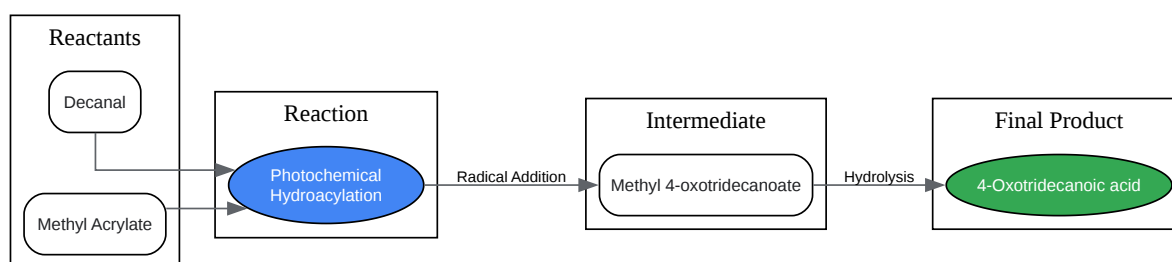 Reactants
Decanal
Methyl Acrylate
Reaction
Photochemical
Hydroacylation
Radical Addition
Intermediate
Methyl 4-oxotridecanoate
Hydrolysis
Final Product
4-Oxotridecanoic acid